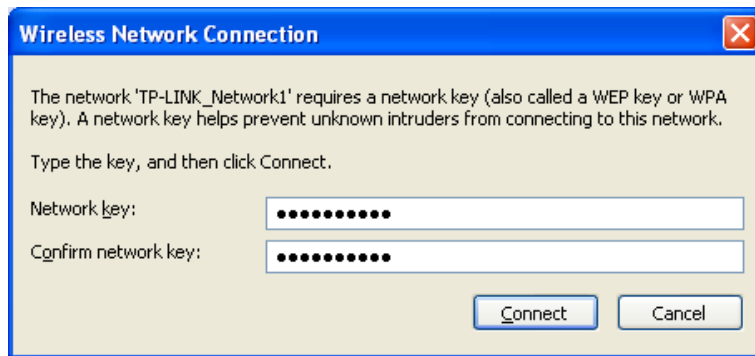 Wireless Network Connection
The network 'TP-LINK_Network1' requires a network key (also called a WEP key or WPA
key). A network key helps prevent unknown intruders from connecting to this network.
Type the key, and then click Connect.
Network key: ●●●●●●●●●●
Confirm network key: ●●●●●●●●●●
Connect Cancel